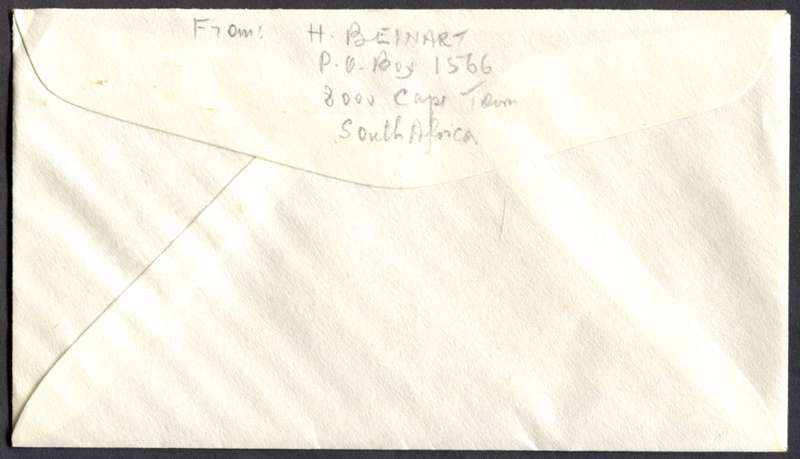 From: H. BEINART
P.O. Box 1566
8000 Cape Town
South Africa